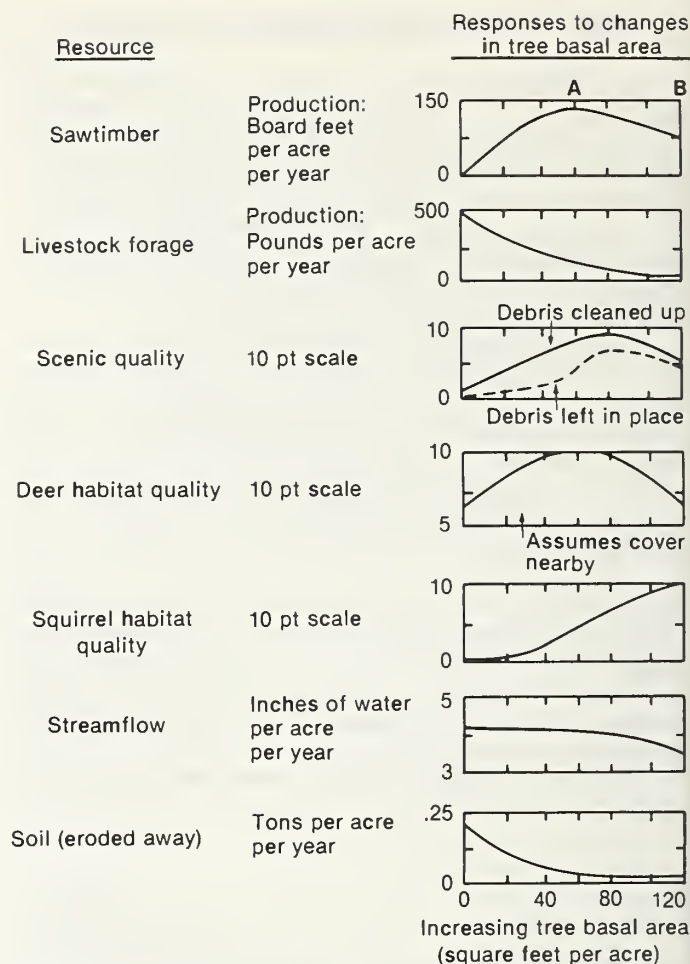 Resource
Responses to changes
in tree basal area
A B
Sawtimber
Production:
Board feet
per acre
per year
150
0
Livestock forage
Production:
Pounds per acre
per year
500
0
Scenic quality
10 pt scale
Debris cleaned up
10
0
Debris left in place
Deer habitat quality
10 pt scale
10
5
Assumes cover
nearby
Squirrel habitat
quality
10 pt scale
10
0
Streamflow
Inches of water
per acre
per year
5
3
Soil (eroded away)
Tons per acre
per year
.25
0
0 40 80 120
Increasing tree basal area
(square feet per acre)